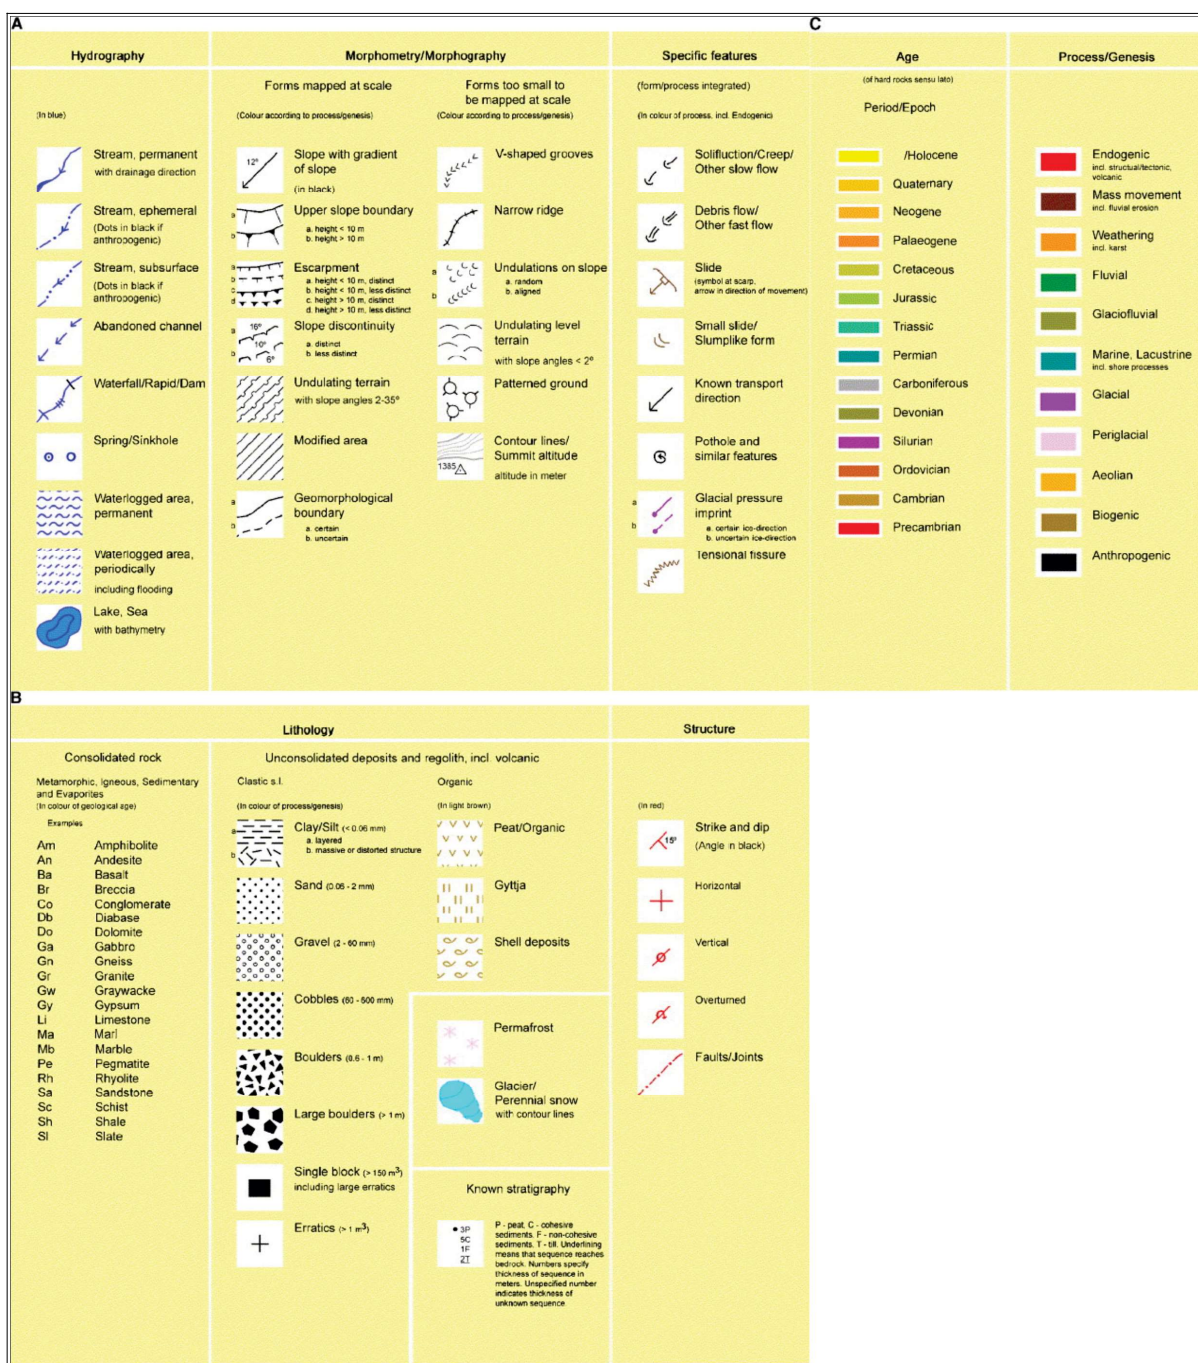 A
Hydrography
(In blue)
Stream, permanent
with drainage direction
Stream, ephemeral
(Dots in black if
anthropogenic)
Stream, subsurface
(Dots in black if
anthropogenic)
Abandoned channel
Waterfall/Rapid/Dam
Spring/Sinkhole
Waterlogged area,
permanent
Waterlogged area,
periodically
including flooding
Lake, Sea
with bathymetry
Morphometry/Morphography
Forms mapped at scale
(Colour according to process/genesis)
12°
Slope with gradient
of slope
(in black)
a
b
Upper slope boundary
a. height < 10 m
b. height > 10 m
a
b
c
d
Escarpment
a. height < 10 m, distinct
b. height < 10 m, less distinct
c. height > 10 m, distinct
d. height > 10 m, less distinct
a
b
16°
10°
6°
Slope discontinuity
a. distinct
b. less distinct
Undulating terrain
with slope angles 2-35°
Modified area
a
b
Geomorphological
boundary
a. certain
b. uncertain
Forms too small to
be mapped at scale
(Colour according to process/genesis)
V-shaped grooves
Narrow ridge
a
b
Undulations on slope
a. random
b. aligned
Undulating level
terrain
with slope angles < 2°
Patterned ground
1385
Contour lines/
Summit altitude
altitude in meter
Specific features
(form/process integrated)
(In colour of process, incl. Endogenic)
Solifluction/Creep/
Other slow flow
Debris flow/
Other fast flow
Slide
(symbol at scarp,
arrow in direction of movement)
Small slide/
Slumplike form
Known transport
direction
Pothole and
similar features
a
b
Glacial pressure
imprint
a. certain ice-direction
b. uncertain ice-direction
Tensional fissure
C
Age
(of hard rocks sensu lato)
Period/Epoch
/Holocene
Quaternary
Neogene
Palaeogene
Cretaceous
Jurassic
Triassic
Permian
Carboniferous
Devonian
Silurian
Ordovician
Cambrian
Precambrian
Process/Genesis
Endogenic
incl. structual/tectonic,
volcanic
Mass movement
incl. fluvial erosion
Weathering
incl. karst
Fluvial
Glaciofluvial
Marine, Lacustrine
incl. shore processes
Glacial
Periglacial
Aeolian
Biogenic
Anthropogenic
B
Lithology
Consolidated rock
Metamorphic, Igneous, Sedimentary
and Evaporites
(In colour of geological age)
Examples
Am Amphibolite
An Andesite
Ba Basalt
Br Breccia
Co Conglomerate
Db Diabase
Do Dolomite
Ga Gabbro
Gn Gneiss
Gr Granite
Gw Graywacke
Gy Gypsum
Li Limestone
Ma Marl
Mb Marble
Pe Pegmatite
Rh Rhyolite
Sa Sandstone
Sc Schist
Sh Shale
Sl Slate
Unconsolidated deposits and regolith, incl. volcanic
Clastic s.l.
(In colour of process/genesis)
a
b
Clay/Silt (< 0.06 mm)
a. layered
b. massive or distorted structure
Sand (0.06 - 2 mm)
Gravel (2 - 60 mm)
Cobbles (60 - 600 mm)
Boulders (0.6 - 1 m)
Large boulders (> 1 m)
Single block (> 150 m³)
including large erratics
Erratics (> 1 m³)
Organic
(In light brown)
Peat/Organic
Gyttja
Shell deposits
Permafrost
Glacier/
Perennial snow
with contour lines
Known stratigraphy
3P
5C
1F
2T
P - peat, C - cohesive
sediments, F - non-cohesive
sediments, T - till. Underlining
means that sequence reaches
bedrock. Numbers specify
thickness of sequence in
meters. Unspecified number
indicates thickness of
unknown sequence.
Structure
(In red)
15°
Strike and dip
(Angle in black)
Horizontal
Vertical
Overturned
Faults/Joints